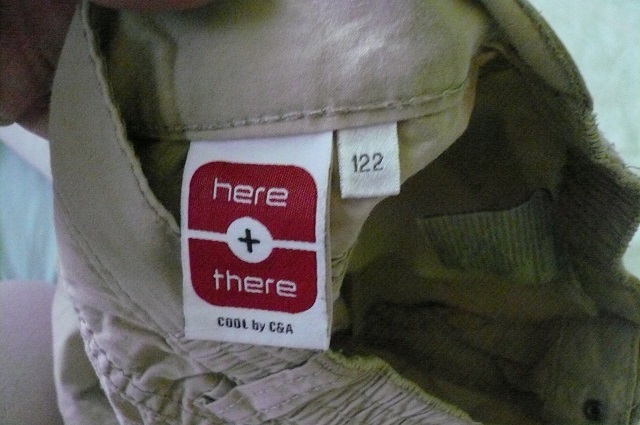 here
+
there
COOL by C&A
122